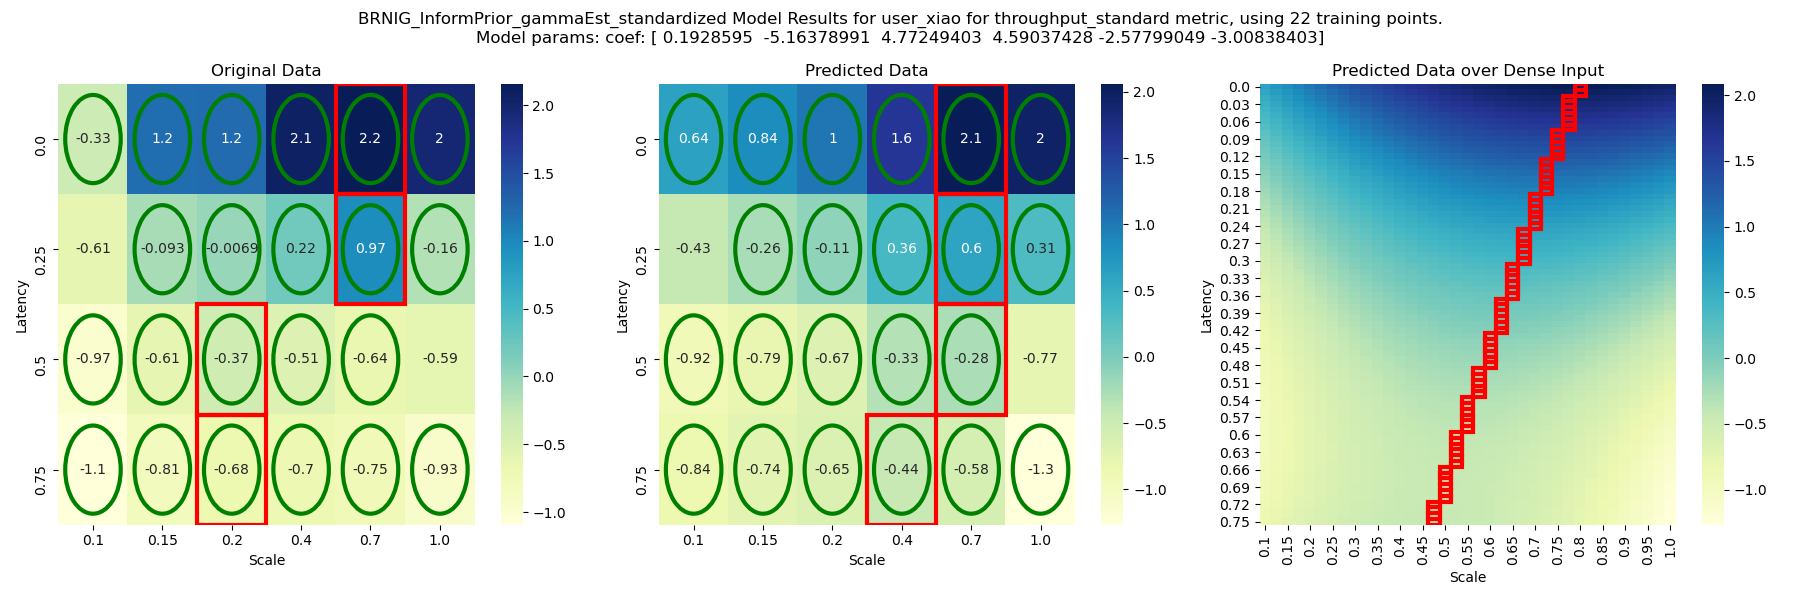 BRNIG_InformPrior_gammaEst_standardized Model Results for user_xiao for throughput_standard metric, using 22 training points.
Model params: coef: [ 0.1928595 -5.16378991 4.77249403 4.59037428 -2.57799049 -3.00838403]
Original Data
-0.33 1.2 1.2 2.1 2.2 2
-0.61 -0.093 -0.0069 0.22 0.97 -0.16
-0.97 -0.61 -0.37 -0.51 -0.64 -0.59
-1.1 -0.81 -0.68 -0.7 -0.75 -0.93
0.0
0.25
0.5
0.75
Latency
0.1 0.15 0.2 0.4 0.7 1.0
Scale
2.0
1.5
1.0
0.5
0.0
−0.5
−1.0
Predicted Data
0.64 0.84 1 1.6 2.1 2
-0.43 -0.26 -0.11 0.36 0.6 0.31
-0.92 -0.79 -0.67 -0.33 -0.28 -0.77
-0.84 -0.74 -0.65 -0.44 -0.58 -1.3
0.0
0.25
0.5
0.75
Latency
0.1 0.15 0.2 0.4 0.7 1.0
Scale
2.0
1.5
1.0
0.5
0.0
−0.5
−1.0
Predicted Data over Dense Input
0.0
0.03
0.06
0.09
0.12
0.15
0.18
0.21
0.24
0.27
0.3
0.33
0.36
0.39
0.42
0.45
0.48
0.51
0.54
0.57
0.6
0.63
0.66
0.69
0.72
0.75
Latency
0.1 0.15 0.2 0.25 0.3 0.35 0.4 0.45 0.5 0.55 0.6 0.65 0.7 0.75 0.8 0.85 0.9 0.95 1.0
Scale
2.0
1.5
1.0
0.5
0.0
−0.5
−1.0